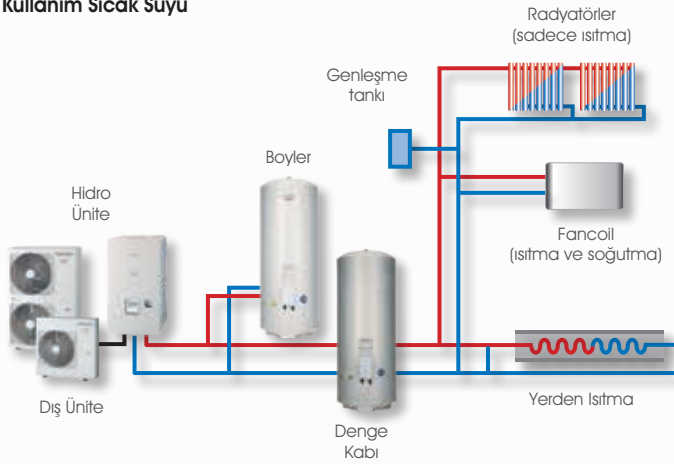 Kullanım Sıcak Suyu
Radyatörler
(sadece ısıtma)
Genleşme
tankı
Boyler
Hidro
Ünite
Fancoil
(ısıtma ve soğutma)
Dış Ünite
Yerden Isıtma
Denge
Kabı